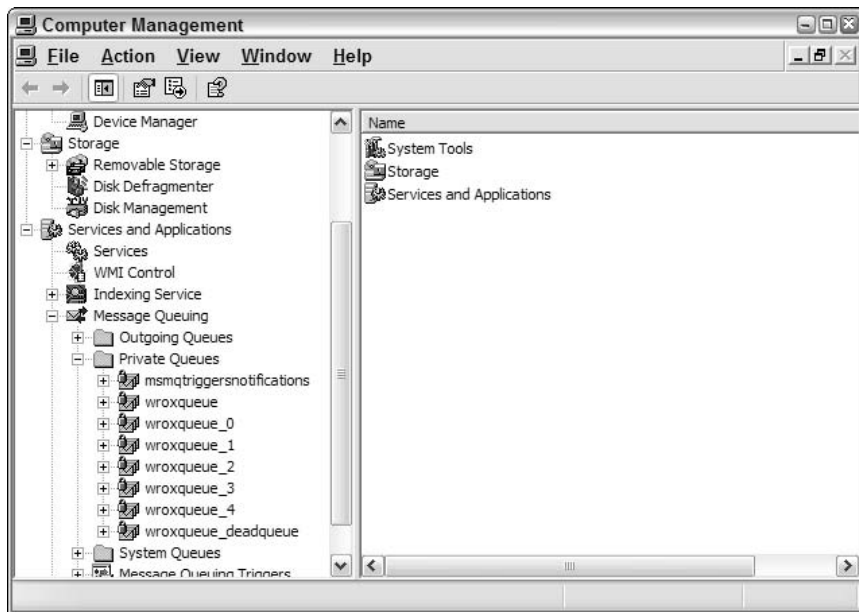 Computer Management
File Action View Window Help
Device Manager
Storage
Removable Storage
Disk Defragmenter
Disk Management
Services and Applications
Services
WMI Control
Indexing Service
Message Queuing
Outgoing Queues
Private Queues
msmqtriggersnotifications
wroxqueue
wroxqueue_0
wroxqueue_1
wroxqueue_2
wroxqueue_3
wroxqueue_4
wroxqueue_deadqueue
System Queues
Message Queuing Triggers
Name
System Tools
Storage
Services and Applications